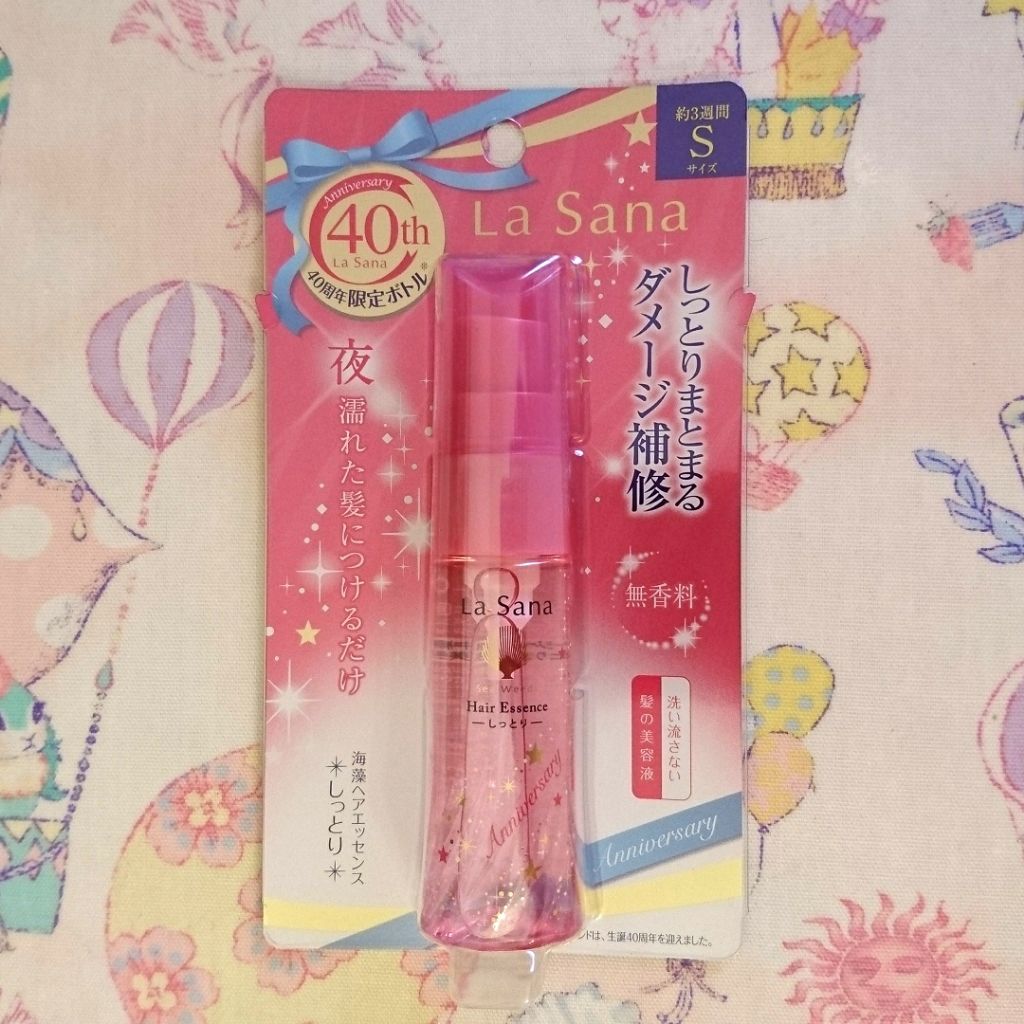 約3週間
S
サイズ
Anniversary
40th
La Sana
40周年限定ボトル※
La Sana
しっとりまとまる
ダメージ補修
夜
濡れた髪につけるだけ
無香料
洗い流さない
髪の美容液
La Sana
Sea Weed
Hair Essence
ーしっとりー
Anniversary
海藻ヘアエッセンス
＊しっとり＊
Anniversary
ンドは、生誕40周年を迎えました。